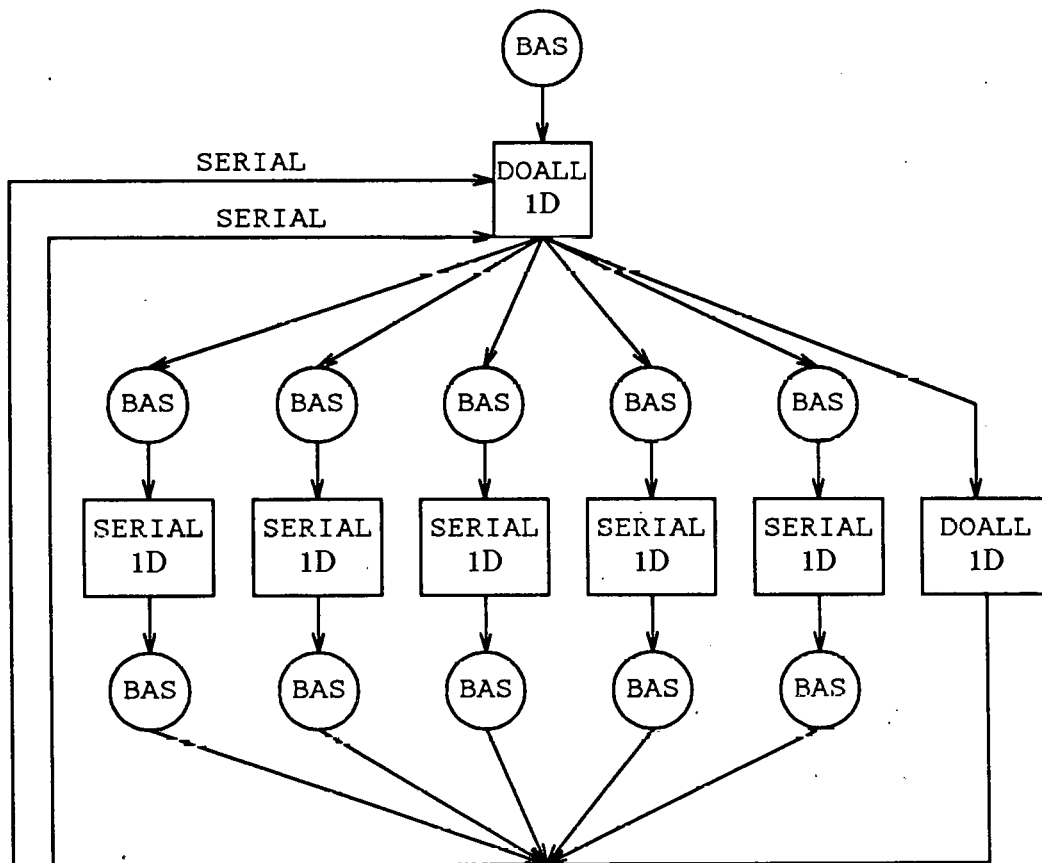 BAS
SERIAL
DOALL
1D
SERIAL
BAS BAS BAS BAS BAS
SERIAL SERIAL SERIAL SERIAL SERIAL DOALL
1D 1D 1D 1D 1D 1D
BAS BAS BAS BAS BAS